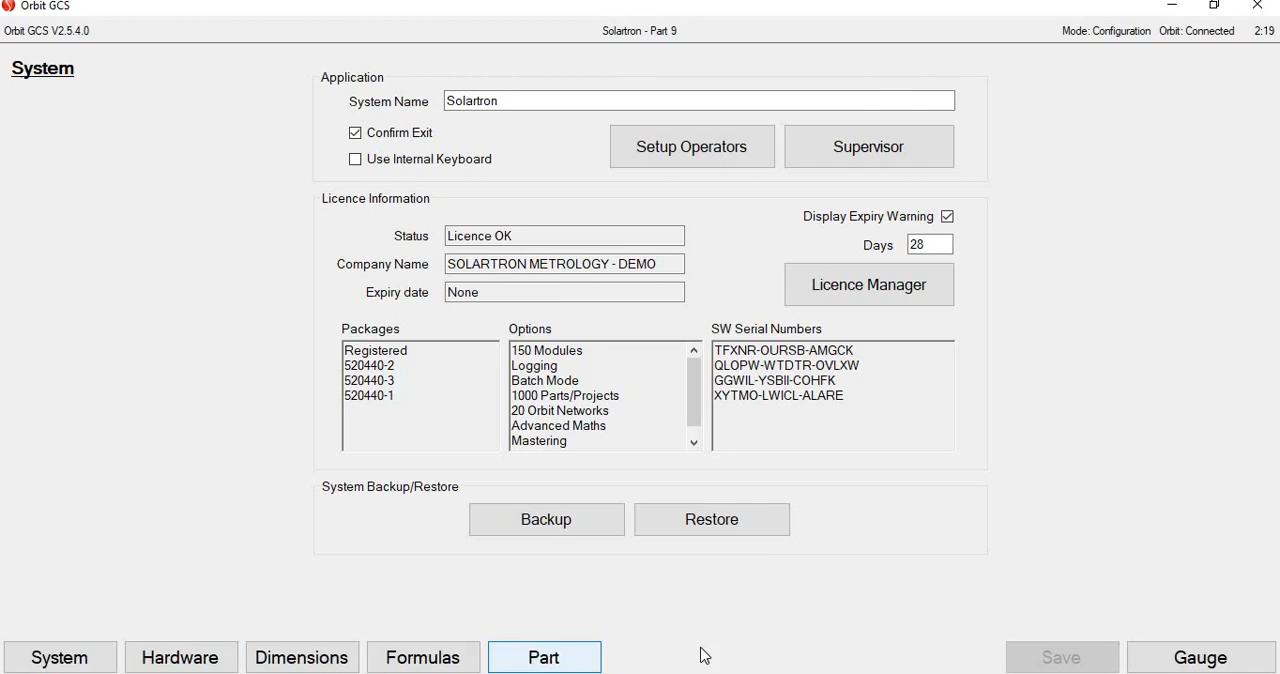 Orbit GCS
Orbit GCS V2.5.4.0 Solartron - Part 9 Mode: Configuration Orbit: Connected 2:19
System
Application
System Name Solartron
Confirm Exit
Use Internal Keyboard
Setup Operators Supervisor
Licence Information
Display Expiry Warning
Status Licence OK
Days 28
Company Name SOLARTRON METROLOGY - DEMO
Licence Manager
Expiry date None
Packages Options SW Serial Numbers
Registered 150 Modules TFXNR-OURSB-AMGCK
520440-2 Logging QLOPW-WTDTR-OVLXW
520440-3 Batch Mode GGWIL-YSBII-COHFK
520440-1 1000 Parts/Projects XYTMO-LWICL-ALARE
20 Orbit Networks
Advanced Maths
Mastering
System Backup/Restore
Backup Restore
System Hardware Dimensions Formulas Part Save Gauge